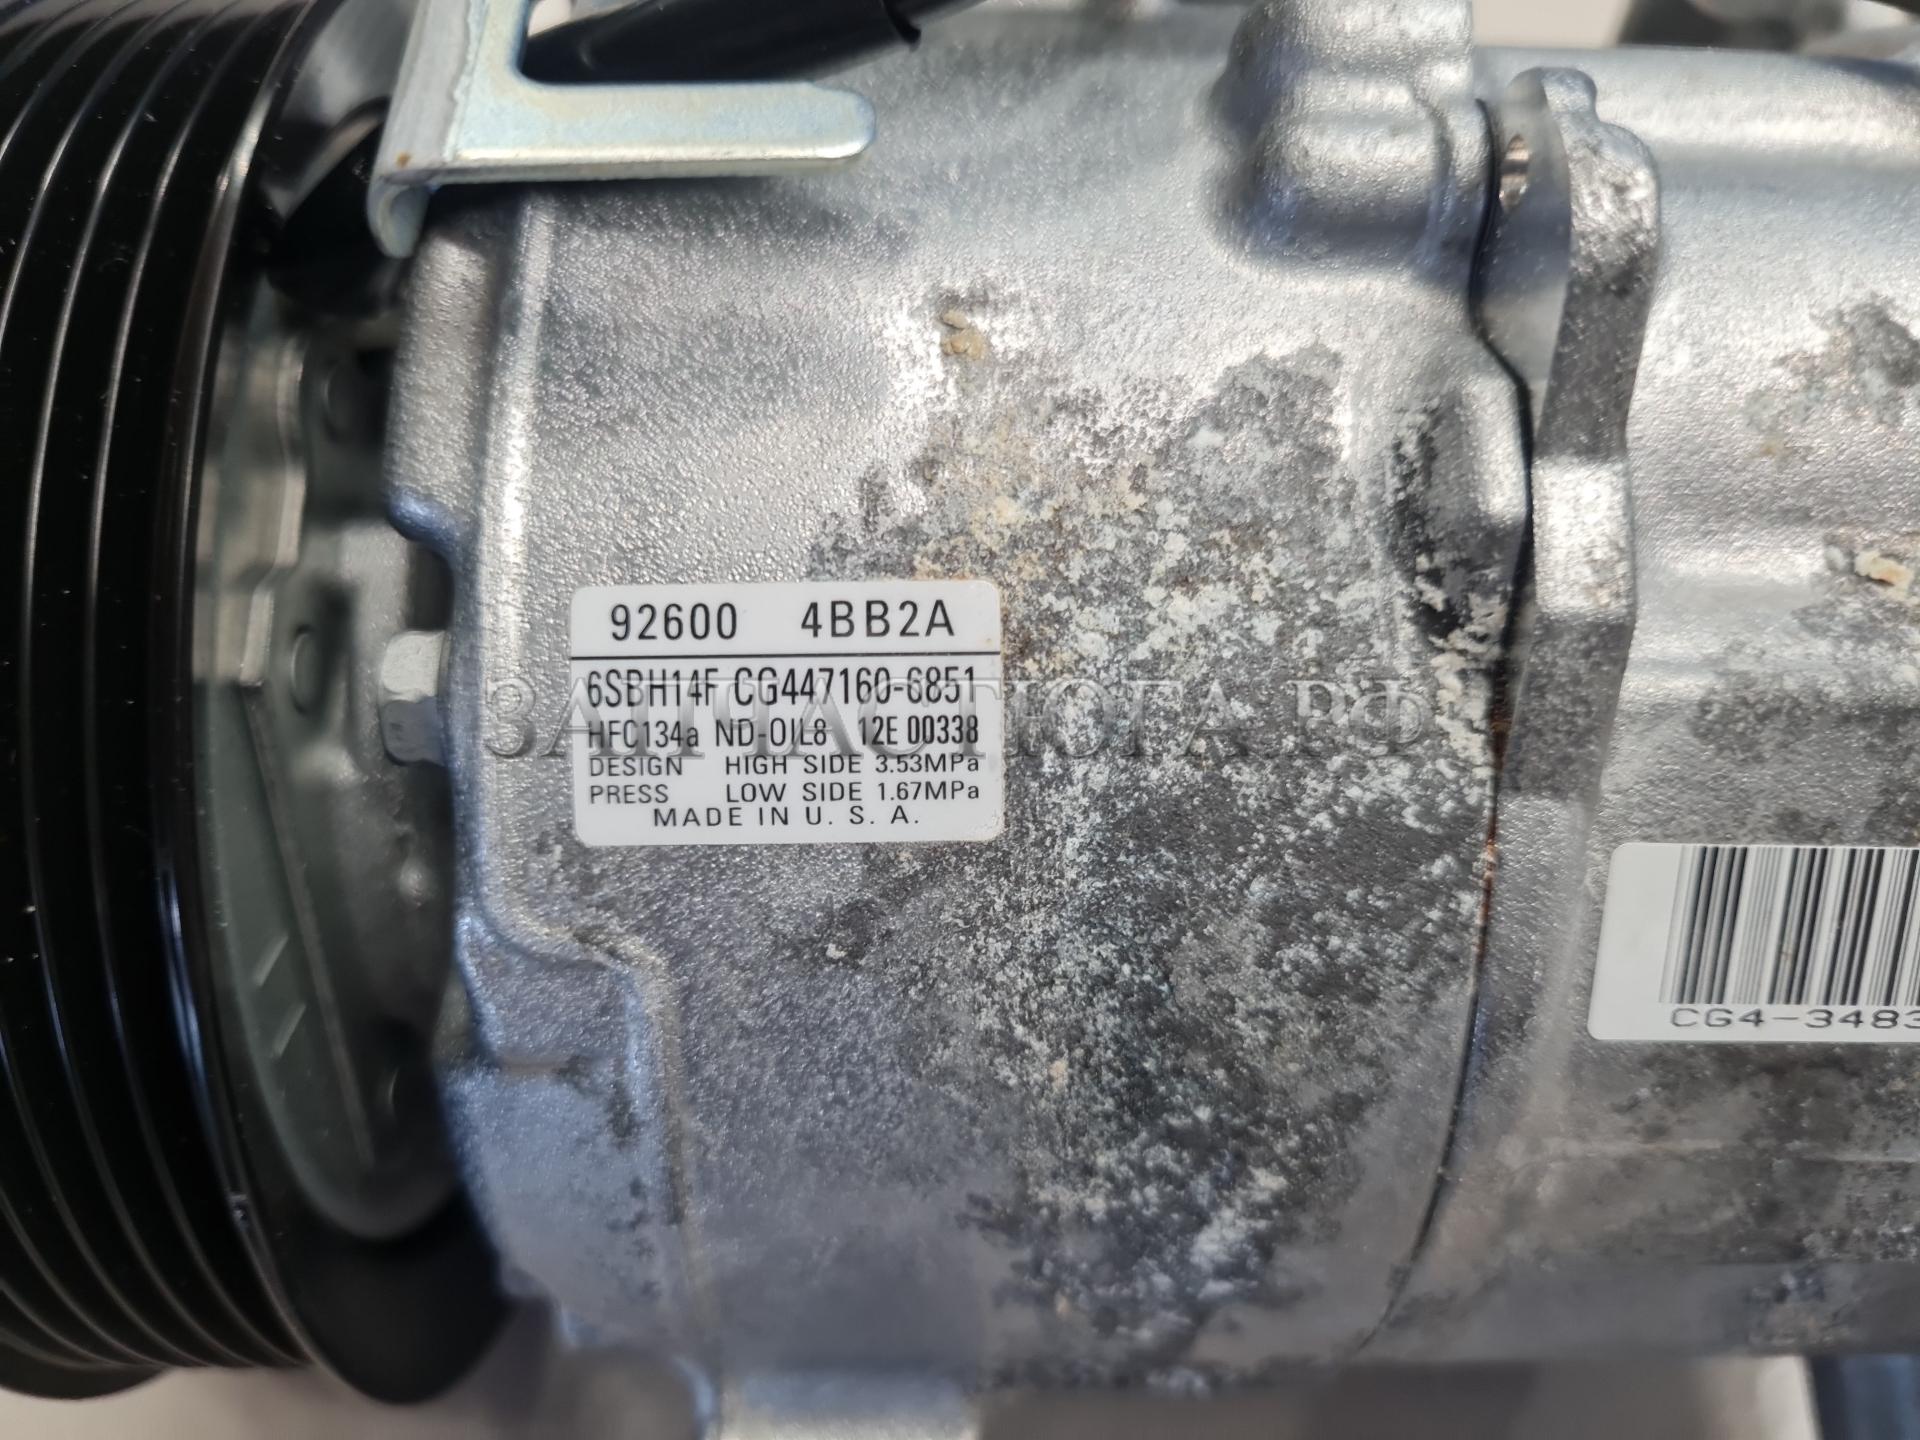 92600 4BB2A
6SBH14F CG447160-6851
HFC134a ND-OIL8 12E 00338
DESIGN HIGH SIDE 3.53MPa
PRESS LOW SIDE 1.67MPa
MADE IN U. S. A.
ЗАПЧАСТЮГА.РФ
CG4-3483